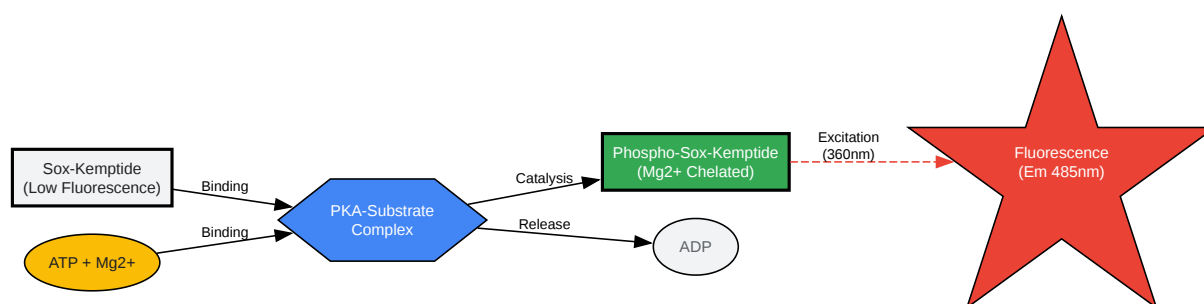 Sox-Kemptide
(Low Fluorescence)
Binding
ATP + Mg2+
Binding
PKA-Substrate
Complex
Catalysis
Release
Phospho-Sox-Kemptide
(Mg2+ Chelated)
ADP
Excitation
(360nm)
Fluorescence
(Em 485nm)